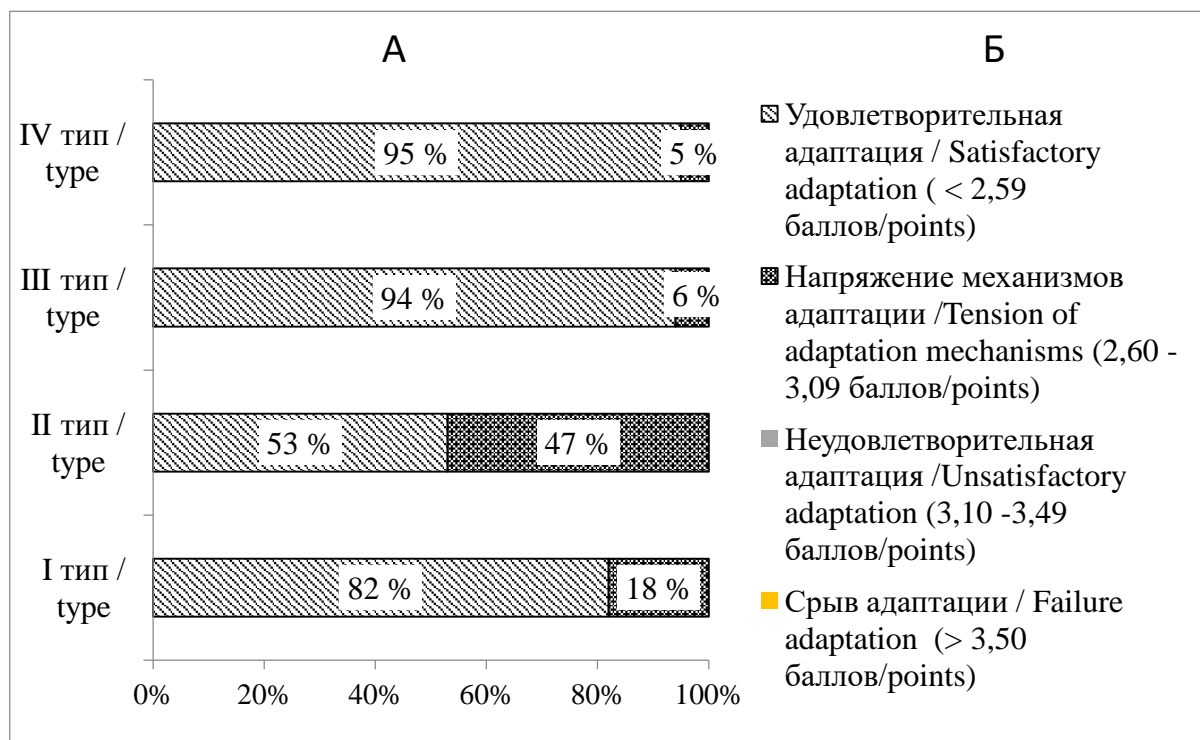 А
IV тип /
type
95 %
5 %
III тип /
type
94 %
6 %
II тип /
type
53 %
47 %
I тип /
type
82 %
18 %
0%
20%
40%
60%
80%
100%
Б
Удовлетворительная
адаптация / Satisfactory
adaptation ( < 2,59
баллов/points)
Напряжение механизмов
адаптации /Tension of
adaptation mechanisms (2,60 -
3,09 баллов/points)
Неудовлетворительная
адаптация /Unsatisfactory
adaptation (3,10 -3,49
баллов/points)
Срыв адаптации / Failure
adaptation  (> 3,50
баллов/points)